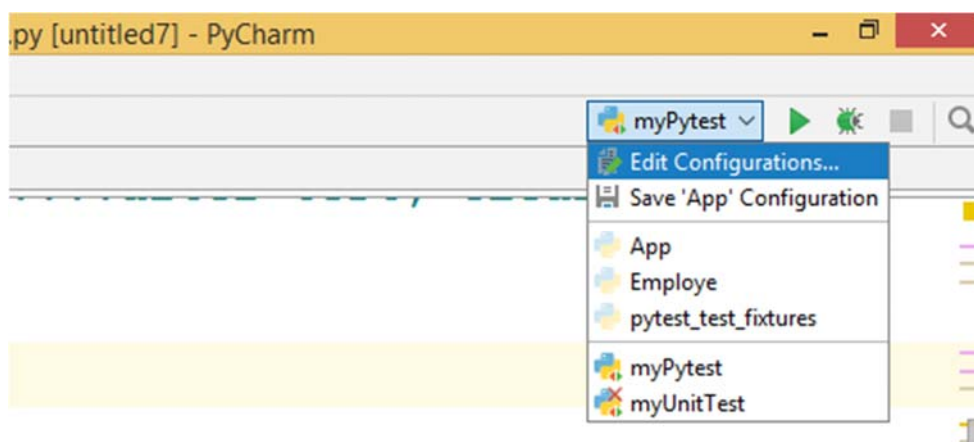 .py [untitled7] - PyCharm
myPytest
Edit Configurations...
Save 'App' Configuration
App
Employe
pytest_test_fixtures
myPytest
myUnitTest